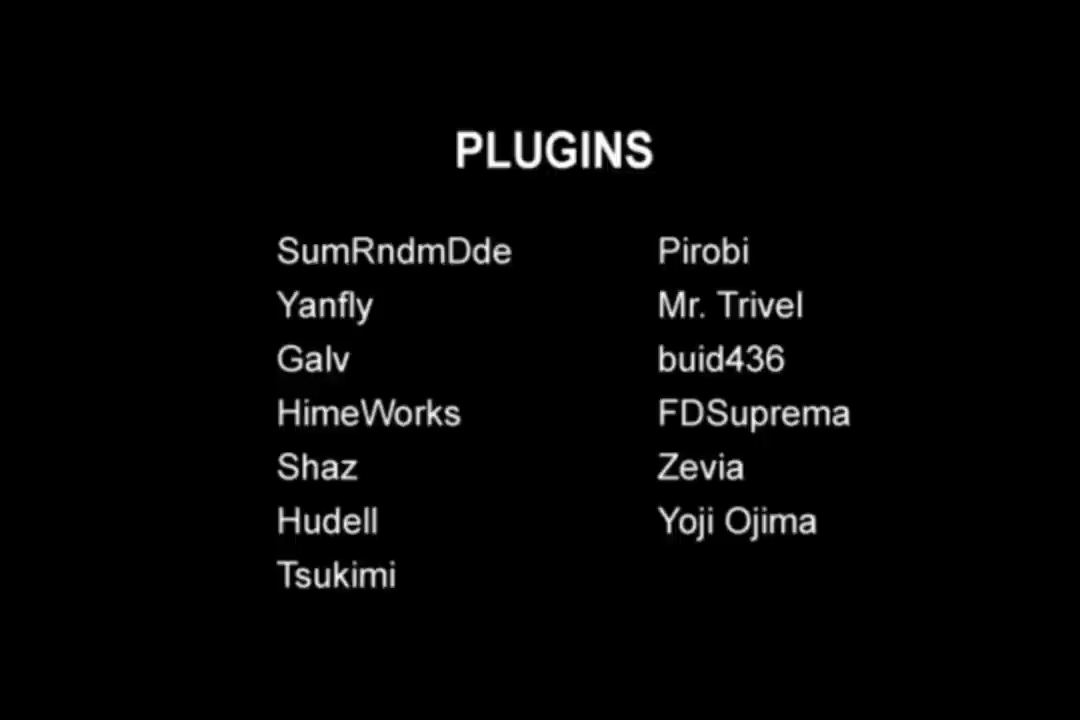 PLUGINS
SumRndmDde
Yanfly
Galv
HimeWorks
Shaz
Hudell
Tsukimi
Pirobi
Mr. Trivel
buid436
FDSuprema
Zevia
Yoji Ojima